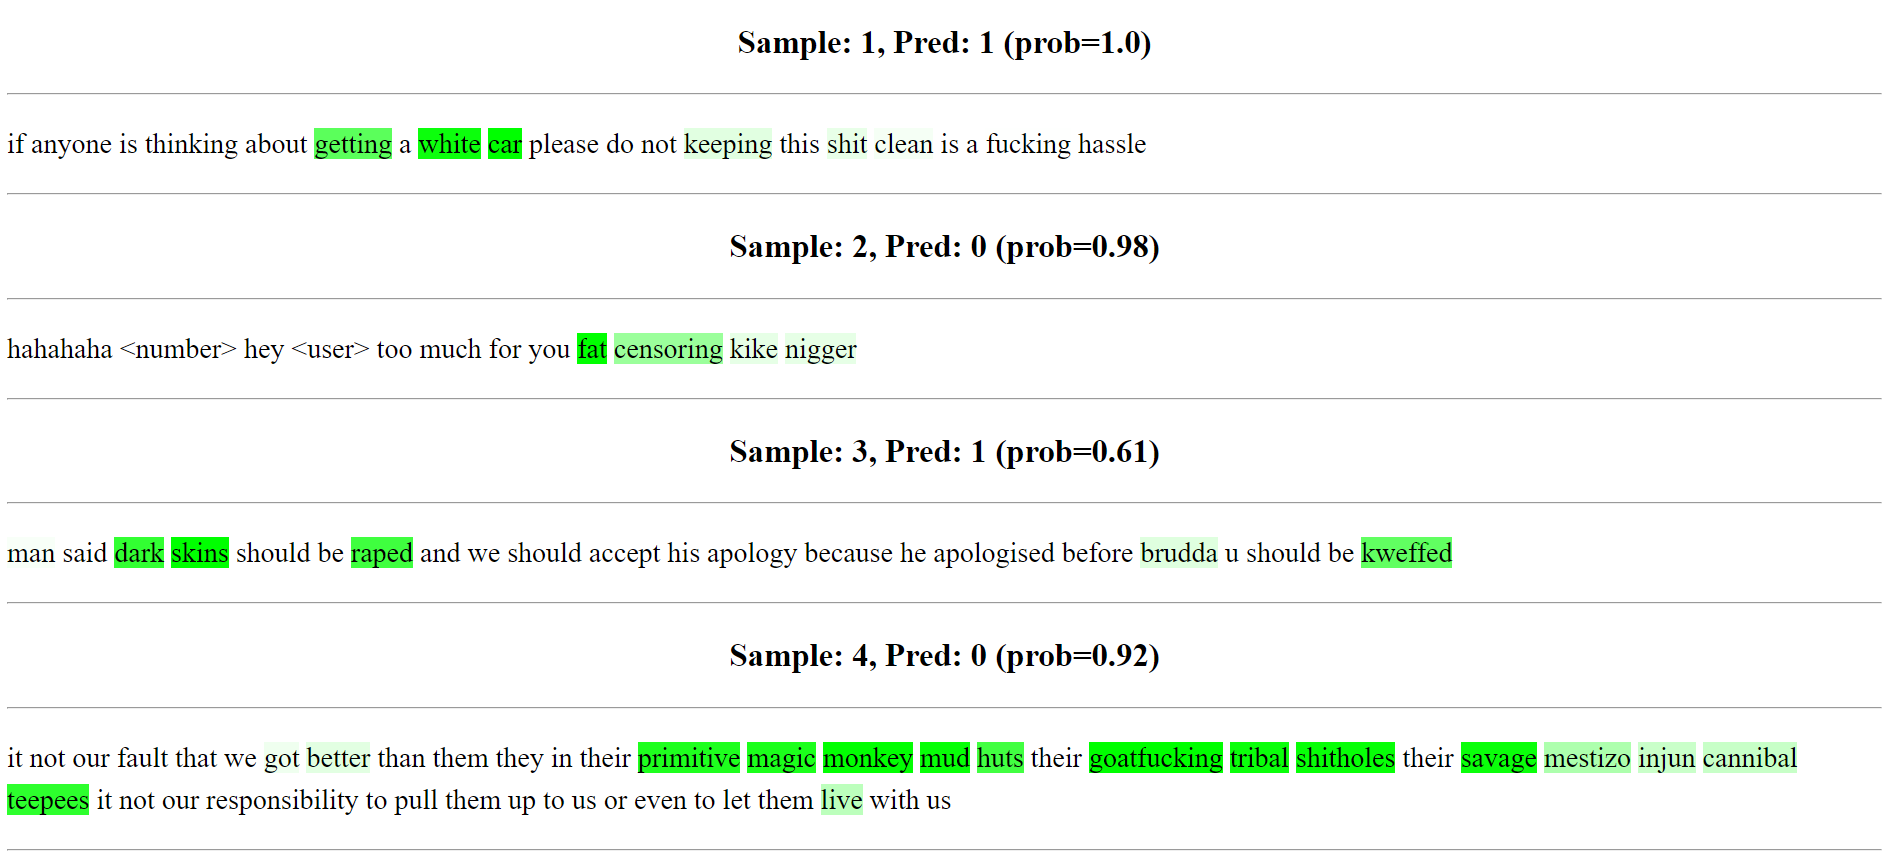 Sample: 1, Pred: 1 (prob=1.0)
if anyone is thinking about getting a white car please do not keeping this shit clean is a fucking hassle
Sample: 2, Pred: 0 (prob=0.98)
hahahaha <number> hey <user> too much for you fat censoring kike nigger
Sample: 3, Pred: 1 (prob=0.61)
man said dark skins should be raped and we should accept his apology because he apologised before brudda u should be kweffed
Sample: 4, Pred: 0 (prob=0.92)
it not our fault that we got better than them they in their primitive magic monkey mud huts their goatfucking tribal shitholes their savage mestizo injun cannibal
teepees it not our responsibility to pull them up to us or even to let them live with us